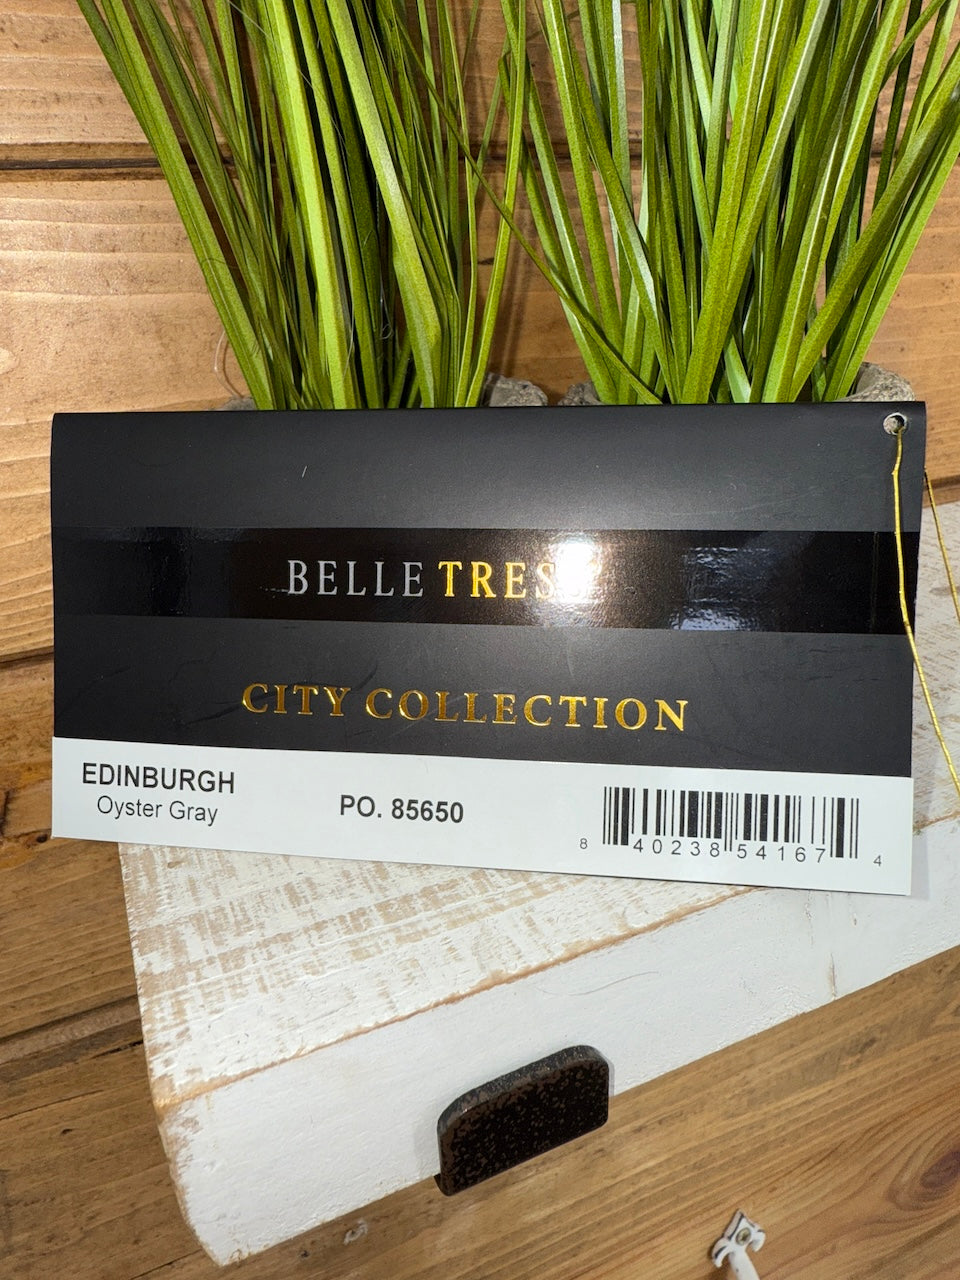 BELLE TRESS
CITY COLLECTION
EDINBURGH
Oyster Gray
PO. 85650
8 40238 54167 4